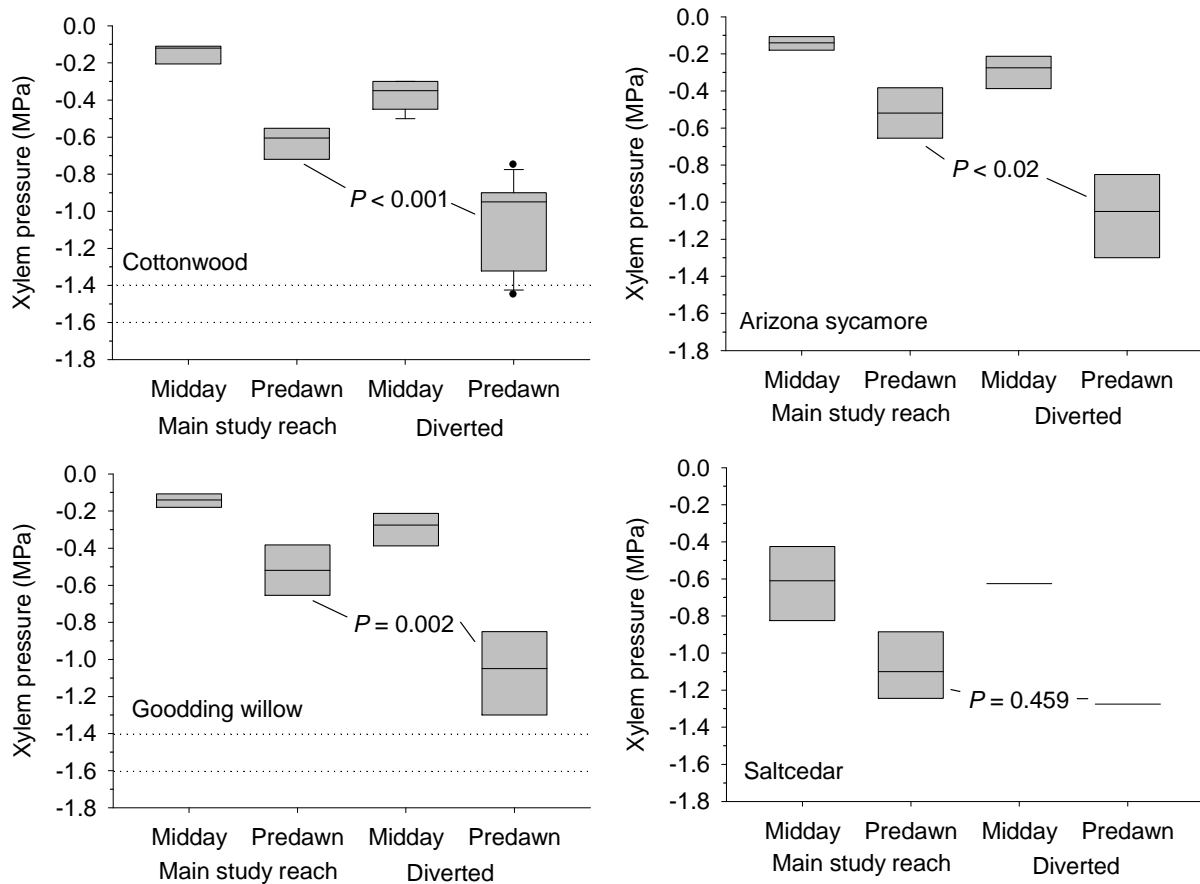 0.0
-0.2
-0.4
-0.6
-0.8
-1.0
-1.2
-1.4
-1.6
-1.8
Xylem pressure (MPa)
P < 0.001
Cottonwood
Midday Predawn Midday Predawn
Main study reach Diverted
0.0
-0.2
-0.4
-0.6
-0.8
-1.0
-1.2
-1.4
-1.6
-1.8
Xylem pressure (MPa)
P < 0.02
Arizona sycamore
Midday Predawn Midday Predawn
Main study reach Diverted
0.0
-0.2
-0.4
-0.6
-0.8
-1.0
-1.2
-1.4
-1.6
-1.8
Xylem pressure (MPa)
P = 0.002
Goodding willow
Midday Predawn Midday Predawn
Main study reach Diverted
0.0
-0.2
-0.4
-0.6
-0.8
-1.0
-1.2
-1.4
-1.6
-1.8
Xylem pressure (MPa)
P = 0.459
Saltcedar
Midday Predawn Midday Predawn
Main study reach Diverted